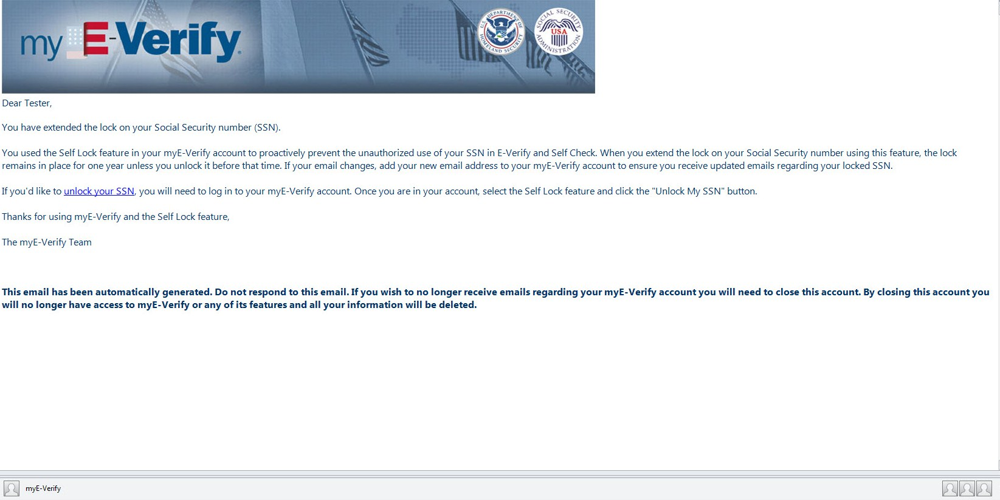 my E-Verify®
U.S. DEPARTMENT OF HOMELAND SECURITY
SOCIAL SECURITY ADMINISTRATION
USA
Dear Tester,
You have extended the lock on your Social Security number (SSN).
You used the Self Lock feature in your myE-Verify account to proactively prevent the unauthorized use of your SSN in E-Verify and Self Check. When you extend the lock on your Social Security number using this feature, the lock
remains in place for one year unless you unlock it before that time. If your email changes, add your new email address to your myE-Verify account to ensure you receive updated emails regarding your locked SSN.
If you'd like to unlock your SSN, you will need to log in to your myE-Verify account. Once you are in your account, select the Self Lock feature and click the "Unlock My SSN" button.
Thanks for using myE-Verify and the Self Lock feature,
The myE-Verify Team
This email has been automatically generated. Do not respond to this email. If you wish to no longer receive emails regarding your myE-Verify account you will need to close this account. By closing this account you
will no longer have access to myE-Verify or any of its features and all your information will be deleted.
myE-Verify